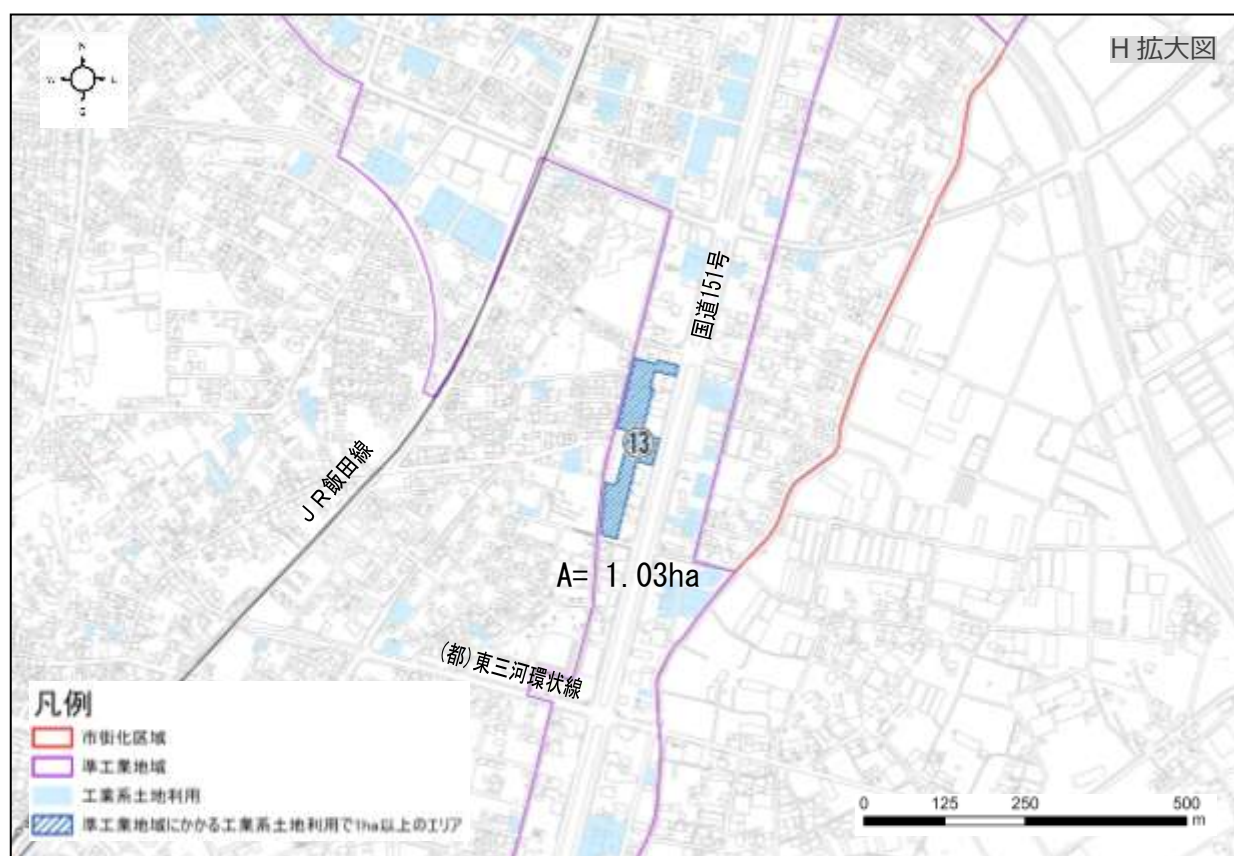 H 拡大図
N
国道151号
13
JR飯田線
A= 1.03ha
(都)東三河環状線
凡例
市街化区域
準工業地域
工業系土地利用
準工業地域にかかる工業系土地利用で1ha以上のエリア
0 125 250 500
m